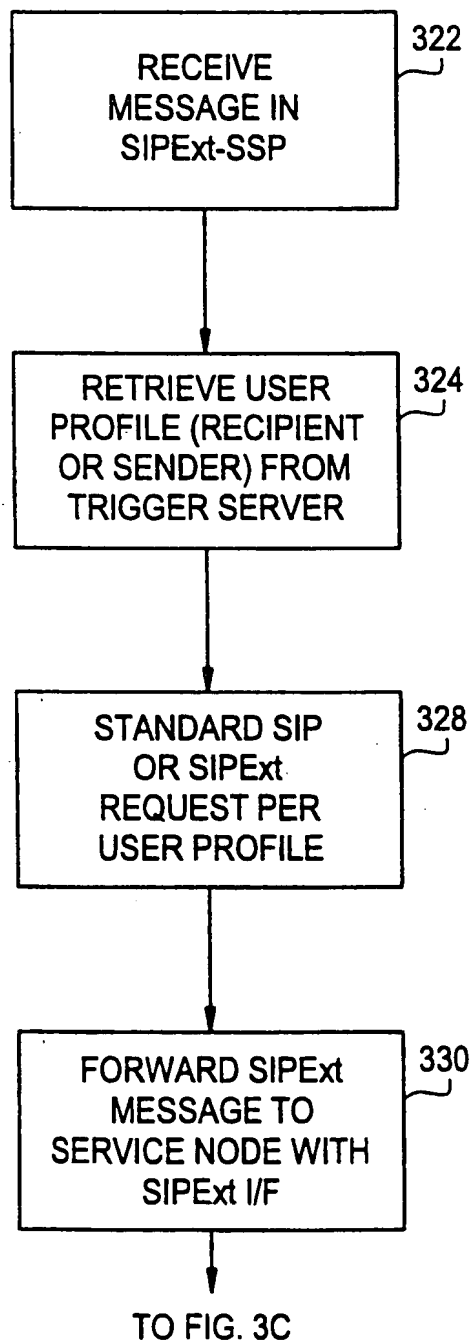 322
RECEIVE
MESSAGE IN
SIPExt-SSP
324
RETRIEVE USER
PROFILE (RECIPIENT
OR SENDER) FROM
TRIGGER SERVER
328
STANDARD SIP
OR SIPExt
REQUEST PER
USER PROFILE
330
FORWARD SIPExt
MESSAGE TO
SERVICE NODE WITH
SIPExt I/F
TO FIG. 3C